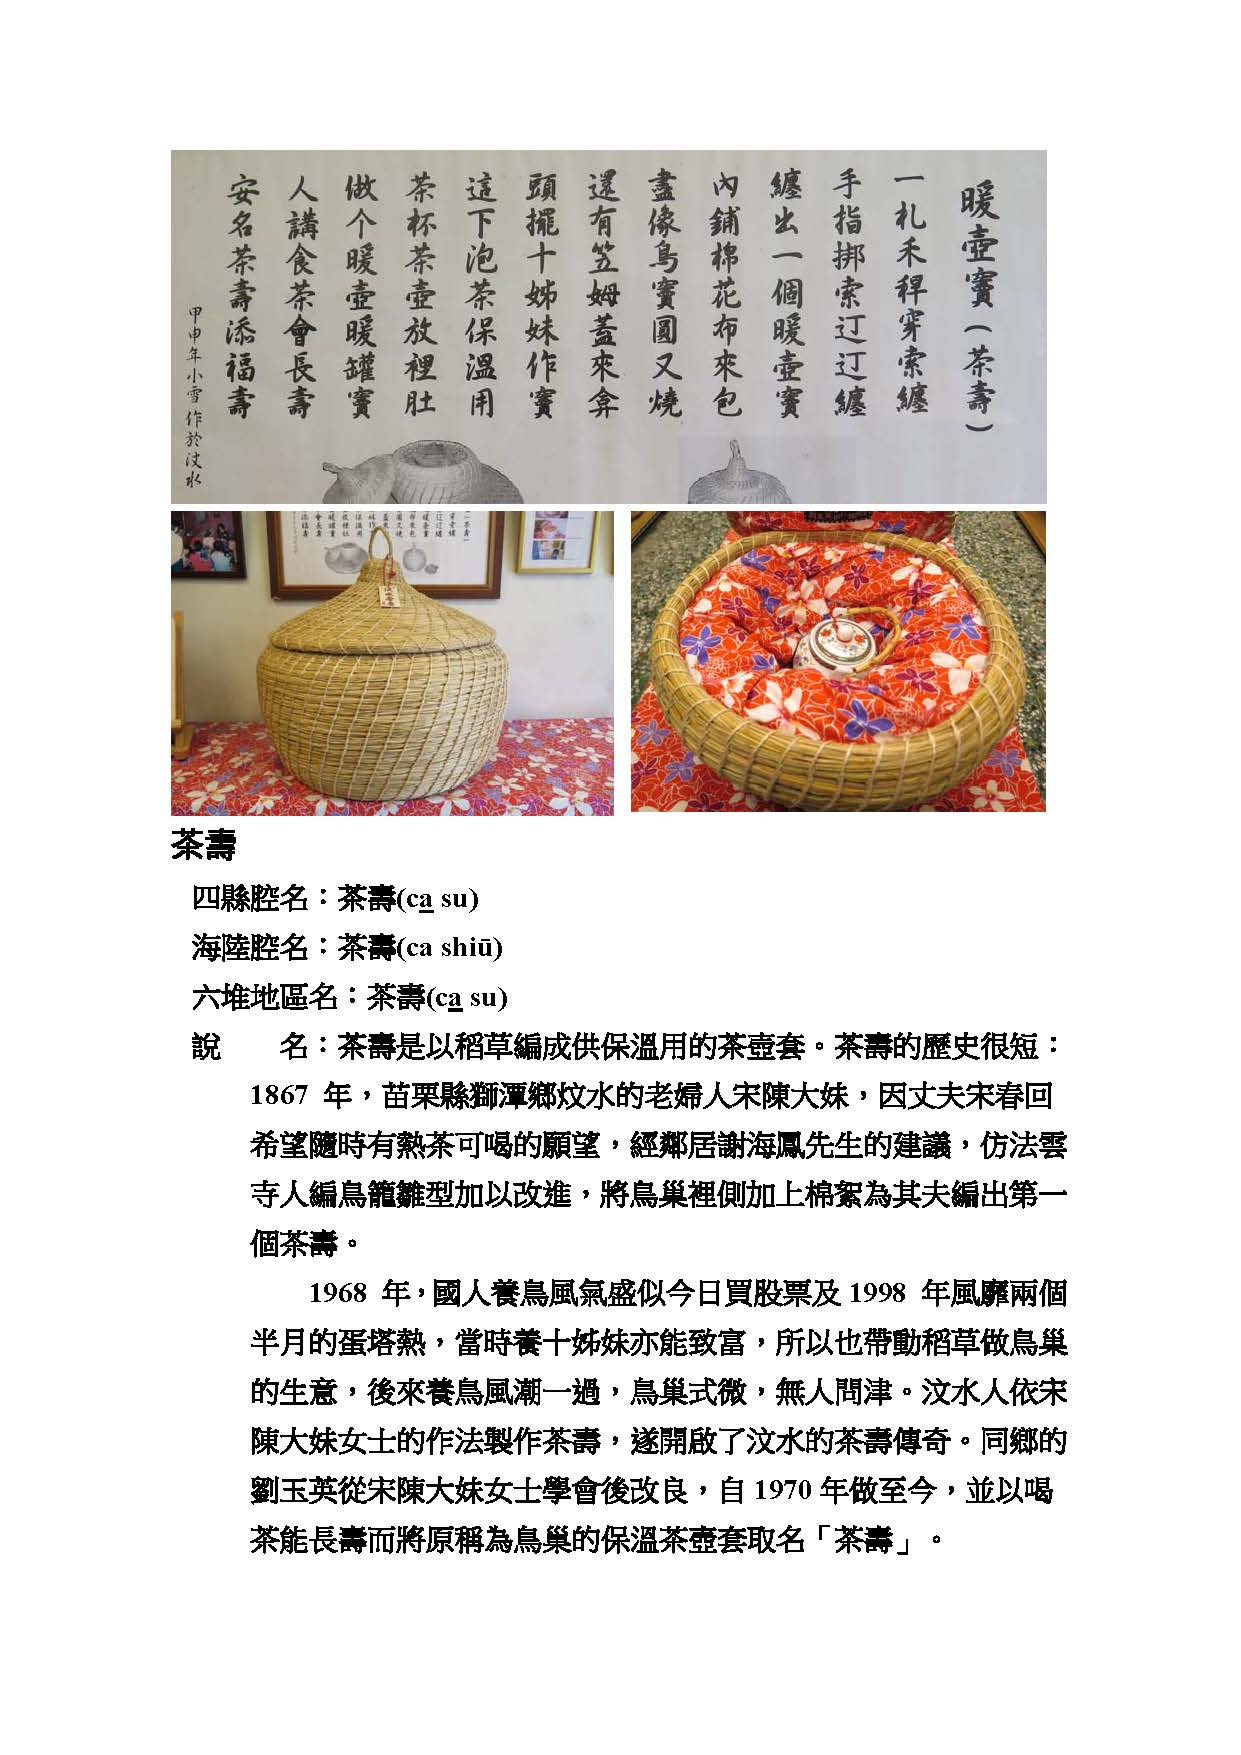 暖壺竇(茶壽)
一札禾稈穿索纏
手指挷索辺辺纏
纏出一個暖壺竇
內鋪棉花布來包
盡像鳥竇圓又燒
還有笠姆蓋來弇
頭擺十姊妹作竇
這下泡茶保溫用
茶杯茶壺放裡肚
做个暖壺暖罐竇
人講食茶會長壽
安名茶壽添福壽
甲申年小雪作於汶水
茶壽
四縣腔名：茶壽(ca su)
海陸腔名：茶壽(ca shiū)
六堆地區名：茶壽(ca su)
說　　名：茶壽是以稻草編成供保溫用的茶壺套。茶壽的歷史很短：
1867 年，苗栗縣獅潭鄉炆水的老婦人宋陳大妹，因丈夫宋春回
希望隨時有熱茶可喝的願望，經鄰居謝海鳳先生的建議，仿法雲
寺人編鳥籠雛型加以改進，將鳥巢裡側加上棉絮為其夫編出第一
個茶壽。
1968 年，國人養鳥風氣盛似今日買股票及 1998 年風靡兩個
半月的蛋塔熱，當時養十姊妹亦能致富，所以也帶動稻草做鳥巢
的生意，後來養鳥風潮一過，鳥巢式微，無人問津。汶水人依宋
陳大妹女士的作法製作茶壽，遂開啟了汶水的茶壽傳奇。同鄉的
劉玉英從宋陳大妹女士學會後改良，自 1970 年做至今，並以喝
茶能長壽而將原稱為鳥巢的保溫茶壺套取名「茶壽」。